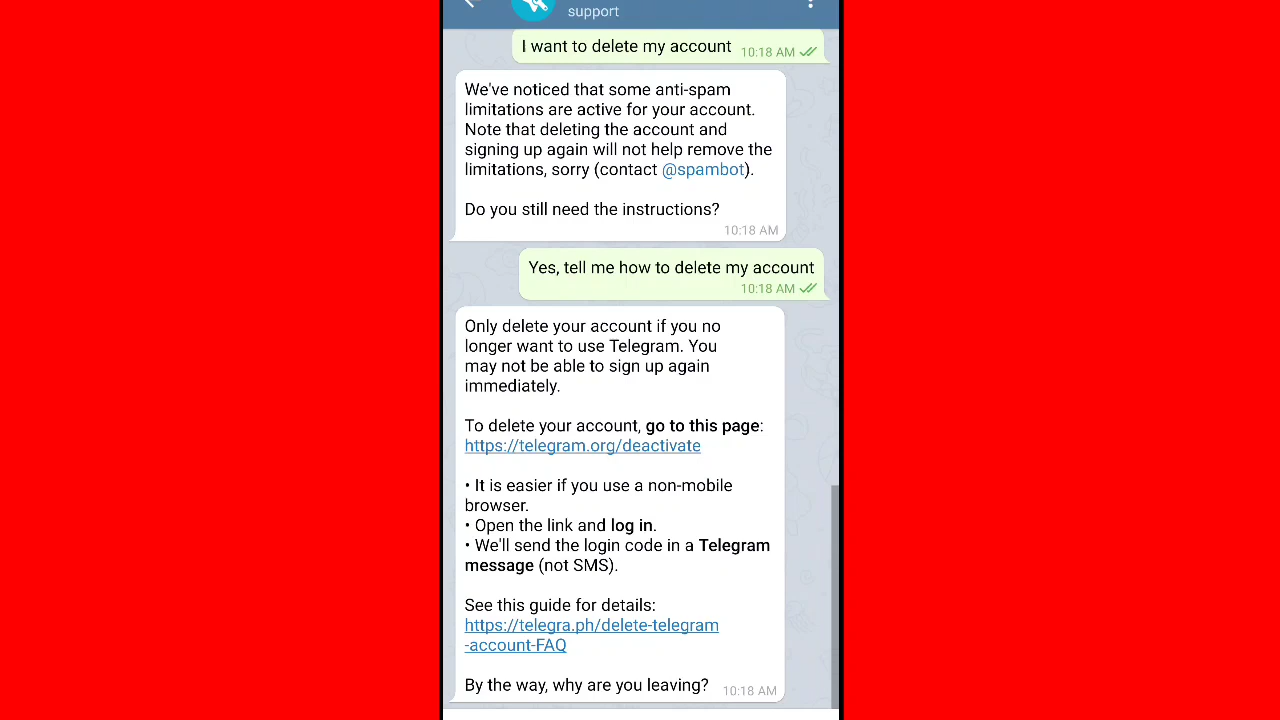 support
I want to delete my account
10:18 AM
We've noticed that some anti-spam
limitations are active for your account.
Note that deleting the account and
signing up again will not help remove the
limitations, sorry (contact @spambot).
Do you still need the instructions?
10:18 AM
Yes, tell me how to delete my account
10:18 AM
Only delete your account if you no
longer want to use Telegram. You
may not be able to sign up again
immediately.
To delete your account, go to this page:
https://telegram.org/deactivate
• It is easier if you use a non-mobile
browser.
• Open the link and log in.
• We'll send the login code in a Telegram
message (not SMS).
See this guide for details:
https://telegra.ph/delete-telegram
-account-FAQ
By the way, why are you leaving?
10:18 AM